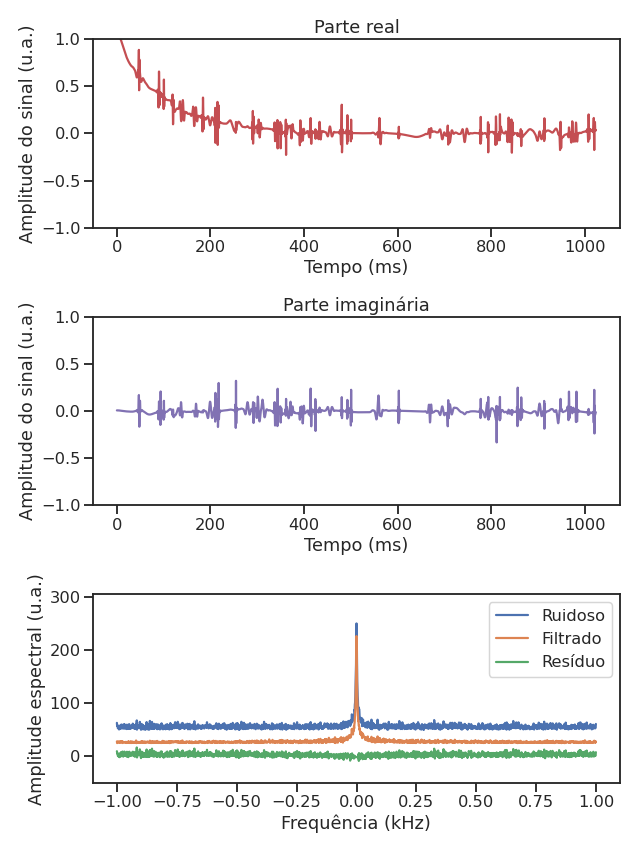 Parte real
Amplitude do sinal (u.a.)
1.0
0.5
0.0
−0.5
−1.0
0 200 400 600 800 1000
Tempo (ms)
Parte imaginária
Amplitude do sinal (u.a.)
1.0
0.5
0.0
−0.5
−1.0
0 200 400 600 800 1000
Tempo (ms)
Amplitude espectral (u.a.)
300
200
100
0
Ruidoso
Filtrado
Resíduo
−1.00 −0.75 −0.50 −0.25 0.00 0.25 0.50 0.75 1.00
Frequência (kHz)